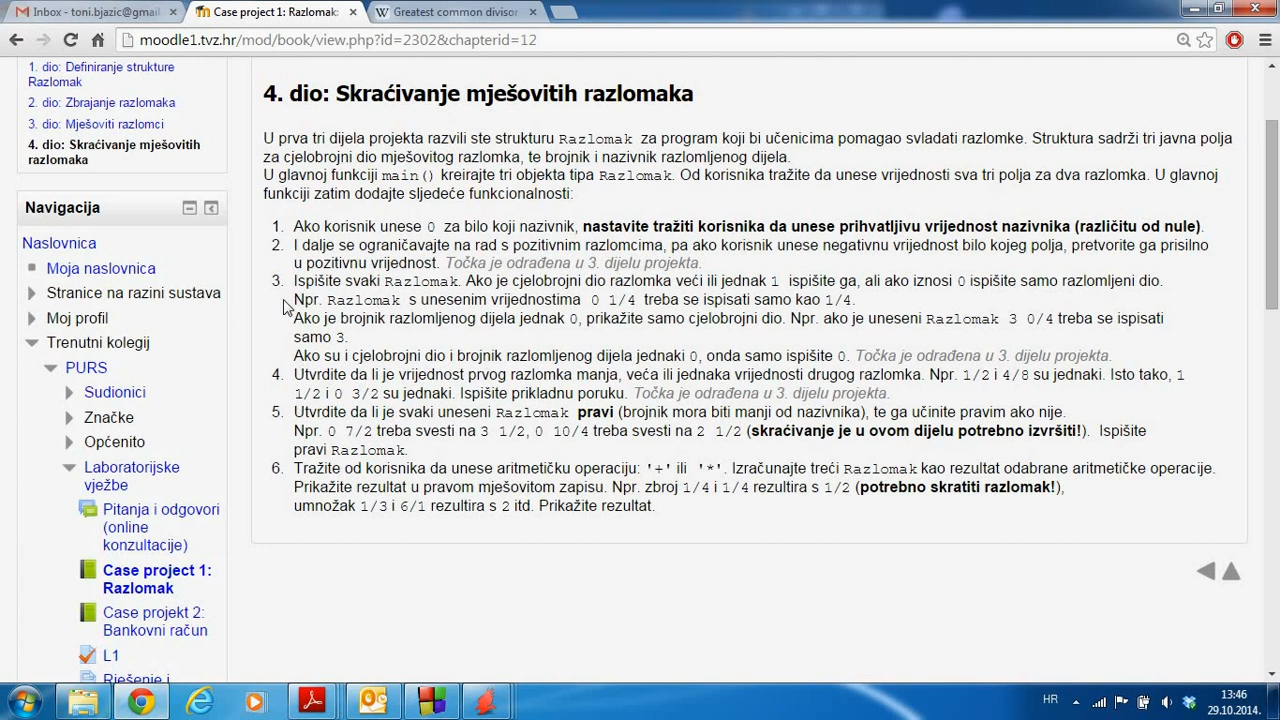 Inbox - toni.bjazic@gmail
Case project 1: Razlomak:
Greatest common divisor
moodle1.tvz.hr/mod/book/view.php?id=2302&chapterid=12
1. dio: Definiranje strukture
Razlomak
2. dio: Zbrajanje razlomaka
3. dio: Mješoviti razlomci
4. dio: Skraćivanje mješovitih
razlomaka
Navigacija
Naslovnica
Moja naslovnica
Stranice na razini sustava
Moj profil
Trenutni kolegij
PURS
Sudionici
Značke
Općenito
Laboratorijske
vježbe
Pitanja i odgovori
(online
konzultacije)
Case project 1:
Razlomak
Case projekt 2:
Bankovni račun
L1
Rješenje i
4. dio: Skraćivanje mješovitih razlomaka
U prva tri dijela projekta razvili ste strukturu Razlomak za program koji bi učenicima pomagao svladati razlomke. Struktura sadrži tri javna polja
za cjelobrojni dio mješovitog razlomka, te brojnik i nazivnik razlomljenog dijela.
U glavnoj funkciji main() kreirajte tri objekta tipa Razlomak. Od korisnika tražite da unese vrijednosti sva tri polja za dva razlomka. U glavnoj
funkciji zatim dodajte sljedeće funkcionalnosti:
1. Ako korisnik unese 0 za bilo koji nazivnik, nastavite tražiti korisnika da unese prihvatljivu vrijednost nazivnika (različitu od nule).
2. I dalje se ograničavajte na rad s pozitivnim razlomcima, pa ako korisnik unese negativnu vrijednost bilo kojeg polja, pretvorite ga prisilno
u pozitivnu vrijednost. Točka je odrađena u 3. dijelu projekta.
3. Ispišite svaki Razlomak. Ako je cjelobrojni dio razlomka veći ili jednak 1 ispišite ga, ali ako iznosi 0 ispišite samo razlomljeni dio.
Npr. Razlomak s unesenim vrijednostima 0 1/4 treba se ispisati samo kao 1/4.
Ako je brojnik razlomljenog dijela jednak 0, prikažite samo cjelobrojni dio. Npr. ako je uneseni Razlomak 3 0/4 treba se ispisati
samo 3.
Ako su i cjelobrojni dio i brojnik razlomljenog dijela jednaki 0, onda samo ispišite 0. Točka je odrađena u 3. dijelu projekta.
4. Utvrdite da li je vrijednost prvog razlomka manja, veća ili jednaka vrijednosti drugog razlomka. Npr. 1/2 i 4/8 su jednaki. Isto tako, 1
1/2 i 0 3/2 su jednaki. Ispišite prikladnu poruku. Točka je odrađena u 3. dijelu projekta.
5. Utvrdite da li je svaki uneseni Razlomak pravi (brojnik mora biti manji od nazivnika), te ga učinite pravim ako nije.
Npr. 0 7/2 treba svesti na 3 1/2, 0 10/4 treba svesti na 2 1/2 (skraćivanje je u ovom dijelu potrebno izvršiti!). Ispišite
pravi Razlomak.
6. Tražite od korisnika da unese aritmetičku operaciju: '+' ili '*'. Izračunajte treći Razlomak kao rezultat odabrane aritmetičke operacije.
Prikažite rezultat u pravom mješovitom zapisu. Npr. zbroj 1/4 i 1/4 rezultira s 1/2 (potrebno skratiti razlomak!),
umnožak 1/3 i 6/1 rezultira s 2 itd. Prikažite rezultat.
HR
13:46
29.10.2014.